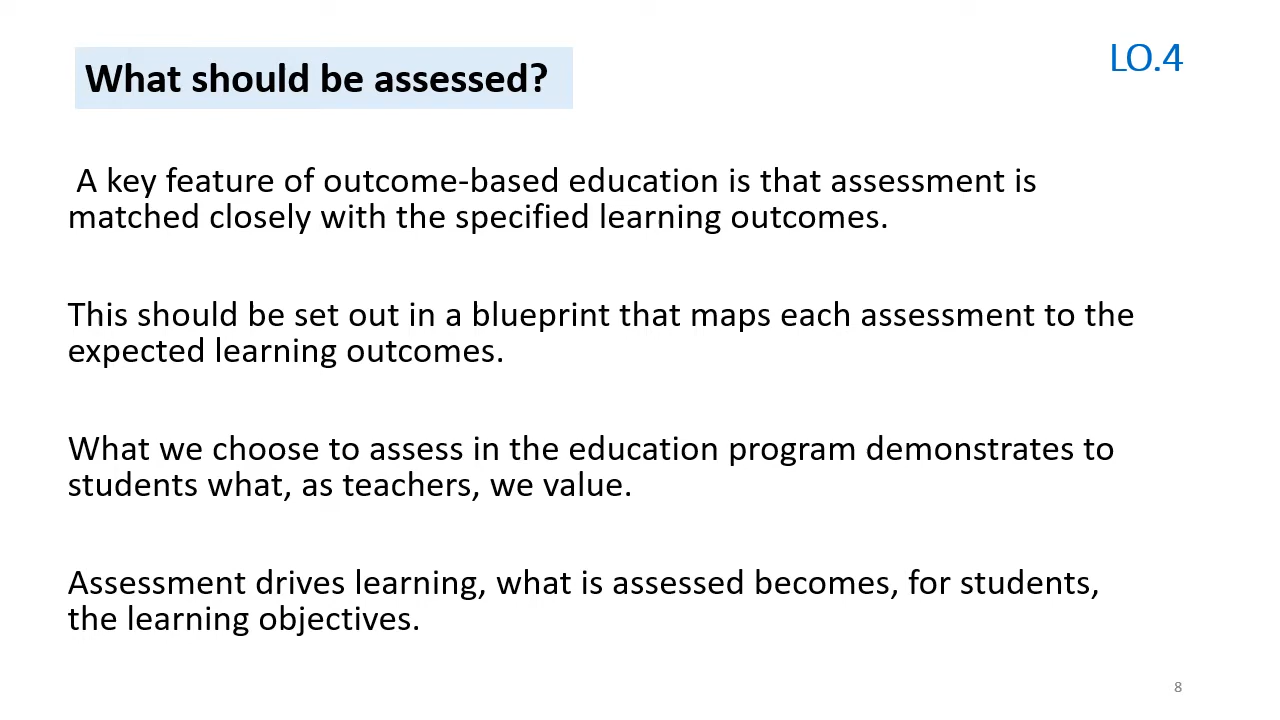 What should be assessed?
LO.4
A key feature of outcome-based education is that assessment is
matched closely with the specified learning outcomes.
This should be set out in a blueprint that maps each assessment to the
expected learning outcomes.
What we choose to assess in the education program demonstrates to
students what, as teachers, we value.
Assessment drives learning, what is assessed becomes, for students,
the learning objectives.
8